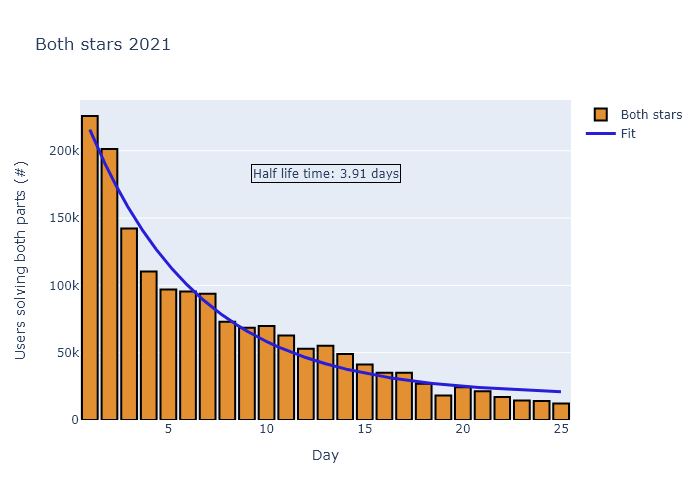 Both stars 2021
Both stars
Fit
Half life time: 3.91 days
Users solving both parts (#)
200k
150k
100k
50k
0
5
10
15
20
25
Day